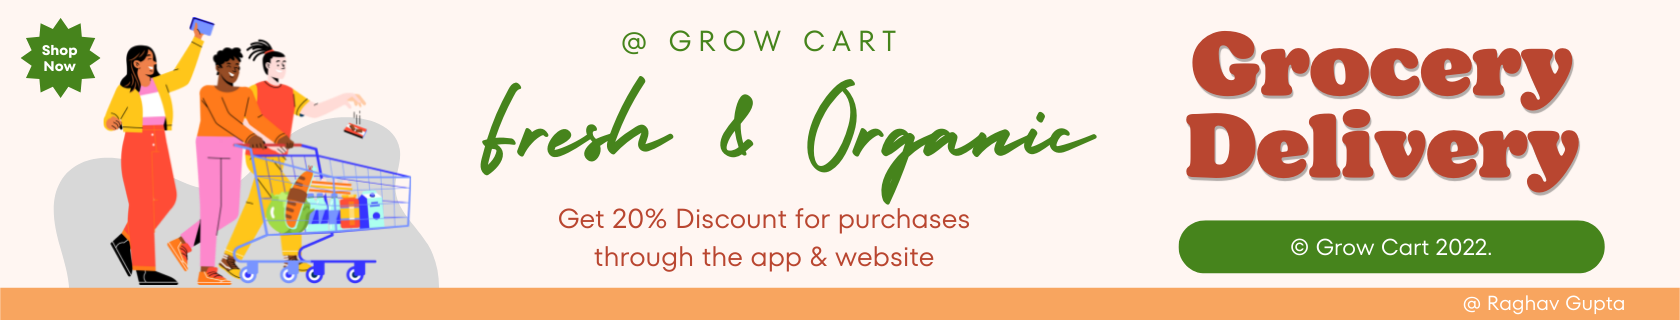 Shop
Now
@ GROW CART
fresh & Organic
Get 20% Discount for purchases
through the app & website
Grocery
Delivery
© Grow Cart 2022.
@ Raghav Gupta